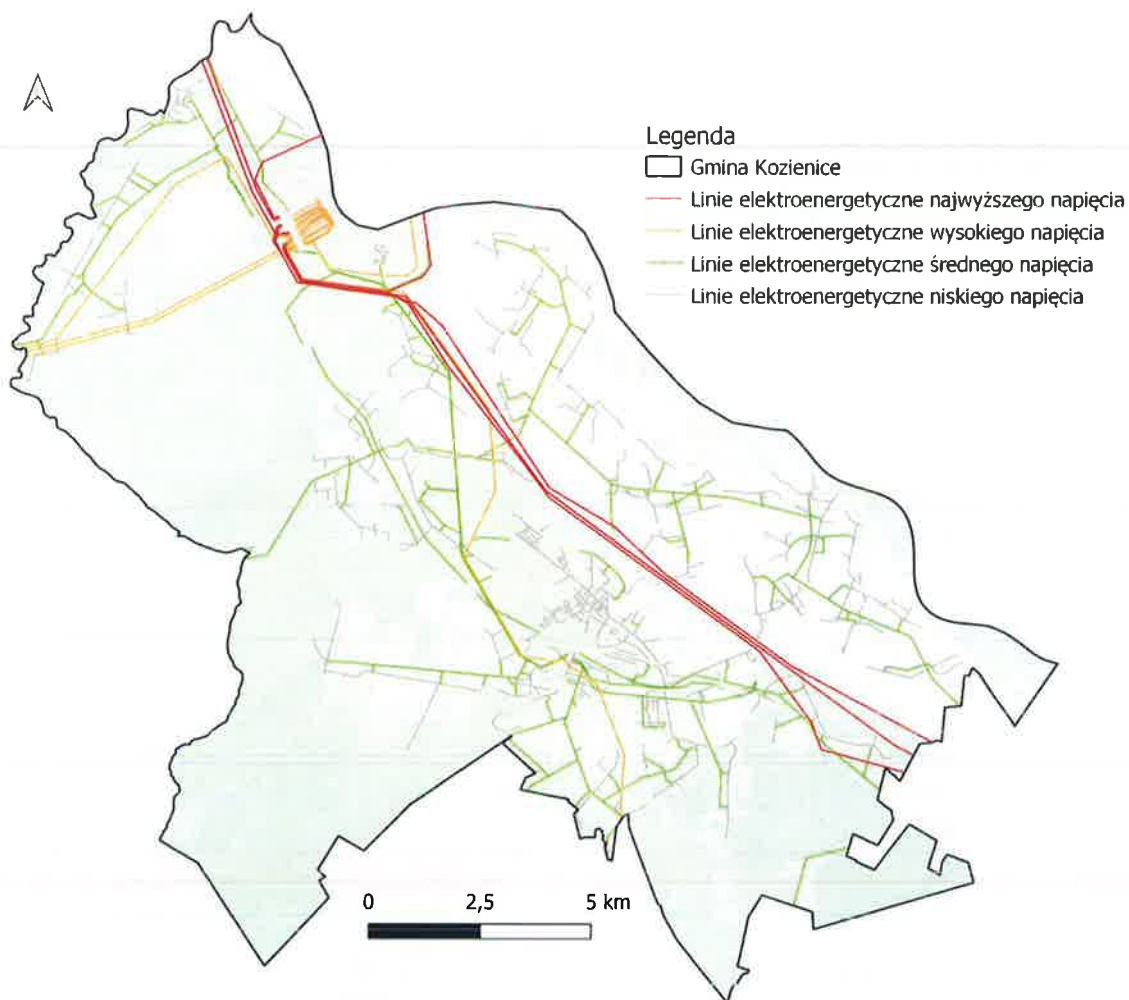 Legenda
Gmina Kozienice
Linie elektroenergetyczne najwyższego napięcia
Linie elektroenergetyczne wysokiego napięcia
Linie elektroenergetyczne średnego napięcia
Linie elektroenergetyczne niskiego napięcia
0 2,5 5 km